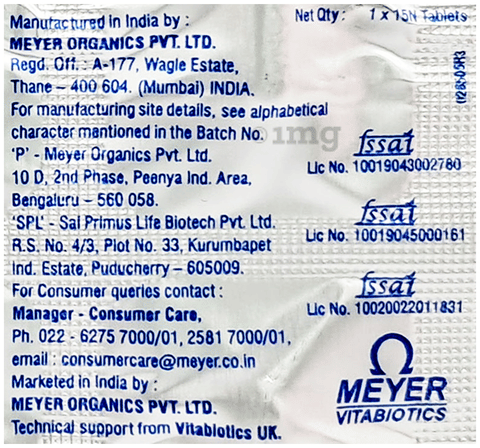 Manufactured in India by :
MEYER ORGANICS PVT. LTD.
Regd. Off. : A-177, Wagle Estate,
Thane – 400 604. (Mumbai) INDIA.
For manufacturing site details, see alphabetical
character mentioned in the Batch No.
'P' - Meyer Organics Pvt. Ltd.
10 D, 2nd Phase, Peenya Ind. Area,
Bengaluru – 560 058.
'SPL' - Sai Primus Life Biotech Pvt. Ltd.
R.S. No. 4/3, Plot No. 33, Kurumbapet
Ind. Estate, Puducherry – 605009.
For Consumer queries contact :
Manager - Consumer Care,
Ph. 022 - 6275 7000/01, 2581 7000/01,
email : consumercare@meyer.co.in
Marketed in India by :
MEYER ORGANICS PVT. LTD.
Technical support from Vitabiotics UK.
Net Qty : 1 x 15N Tablets
1mg
fssai
Lic No. 10019043002760
fssai
Lic No. 10019045000161
fssai
Lic No. 10020022011831
MEYER
VITABIOTICS